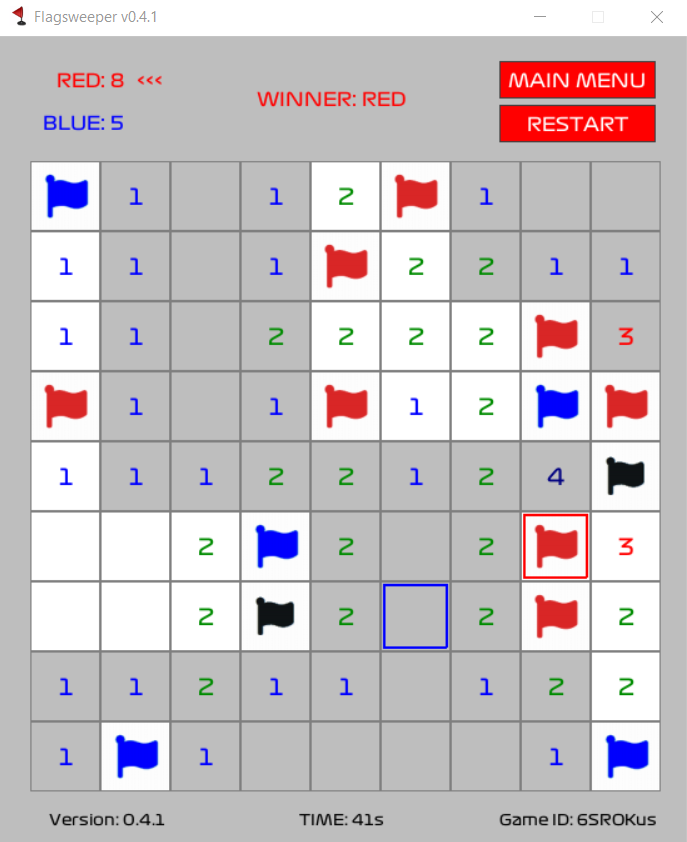 Flagsweeper v0.4.1
RED: 8 <<<
WINNER: RED
MAIN MENU
BLUE: 5
RESTART
1 1 2 1
1 1 1 2 2 1 1
1 1 2 2 2 2 3
1 1 1 2
1 1 1 2 2 1 2 4
2 2 2 3
2 2 2 2
1 1 2 1 1 1 2 2
1 1 1
Version: 0.4.1
TIME: 41s
Game ID: 6SROKus